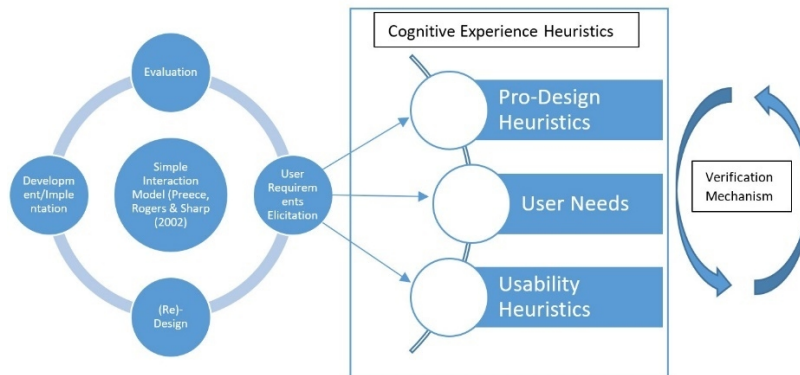 Evaluation
Developm
ent/Imple
ntation
Simple
Interaction
Model (Preece,
Rogers & Sharp
(2002)
User
Requirem
ents
Elicitation
(Re)-
Design
Cognitive Experience Heuristics
Pro-Design
Heuristics
User Needs
Usability
Heuristics
Verification
Mechanism